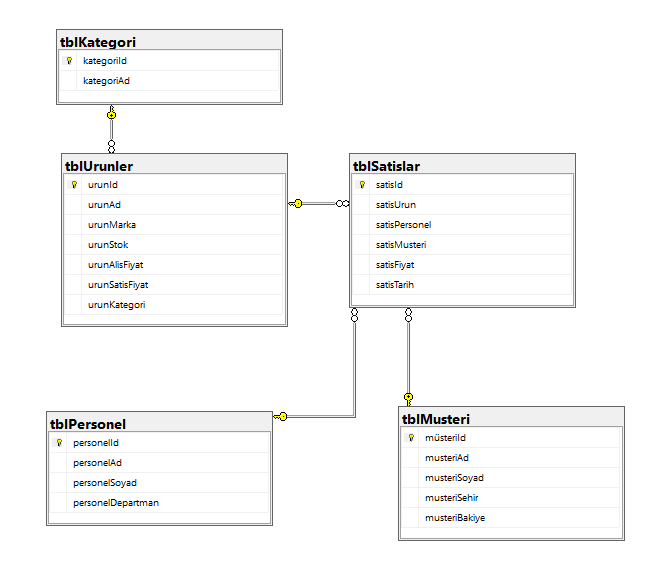 tblKategori
kategoriId
kategoriAd
tblUrunler
urunId
urunAd
urunMarka
urunStok
urunAlisFiyat
urunSatisFiyat
urunKategori
tblSatislar
satisId
satisUrun
satisPersonel
satisMusteri
satisFiyat
satisTarih
tblPersonel
personelId
personelAd
personelSoyad
personelDepartman
tblMusteri
müsteriId
musteriAd
musteriSoyad
musteriSehir
musteriBakiye